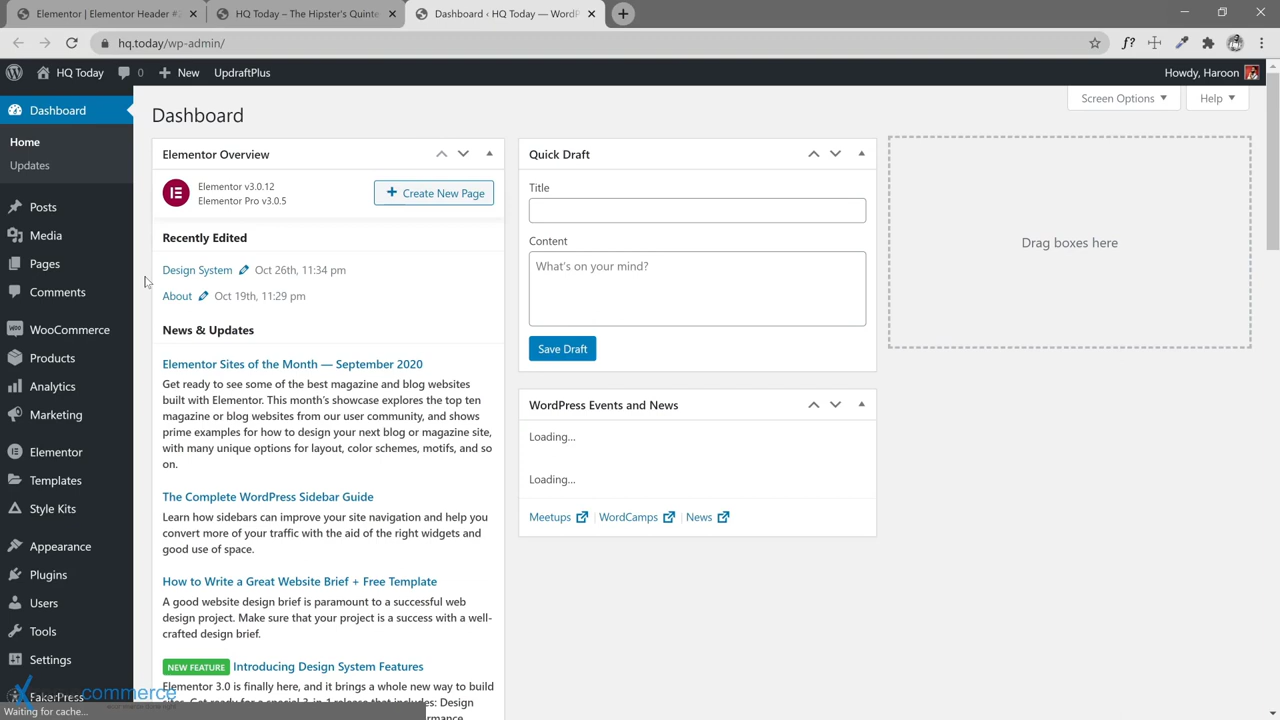 Elementor | Elementor Header #
HQ Today – The Hipster's Quinte
Dashboard ‹ HQ Today — WordP
hq.today/wp-admin/
HQ Today
0
New
UpdraftPlus
Howdy, Haroon
Dashboard
Home
Updates
Posts
Media
Pages
Comments
WooCommerce
Products
Analytics
Marketing
Elementor
Templates
Style Kits
Appearance
Plugins
Users
Tools
Settings
FakerPress
commerce
Waiting for cache...
Dashboard
Screen Options
Help
Elementor Overview
Elementor v3.0.12
Elementor Pro v3.0.5
Create New Page
Recently Edited
Design System Oct 26th, 11:34 pm
About Oct 19th, 11:29 pm
News & Updates
Elementor Sites of the Month — September 2020
Get ready to see some of the best magazine and blog websites
built with Elementor. This month's showcase explores the top ten
magazine or blog websites from our user community, and shows
prime examples for how to design your next blog or magazine site,
with many unique options for layout, color schemes, motifs, and so
on.
The Complete WordPress Sidebar Guide
Learn how sidebars can improve your site navigation and help you
convert more of your traffic with the aid of the right widgets and
good use of space.
How to Write a Great Website Brief + Free Template
A good website design brief is paramount to a successful web
design project. Make sure that your project is a success with a well-
crafted design brief.
NEW FEATURE Introducing Design System Features
Elementor 3.0 is finally here, and it brings a whole new way to build
Quick Draft
Title
Content
What's on your mind?
Save Draft
WordPress Events and News
Loading...
Loading...
Meetups | WordCamps | News
Drag boxes here